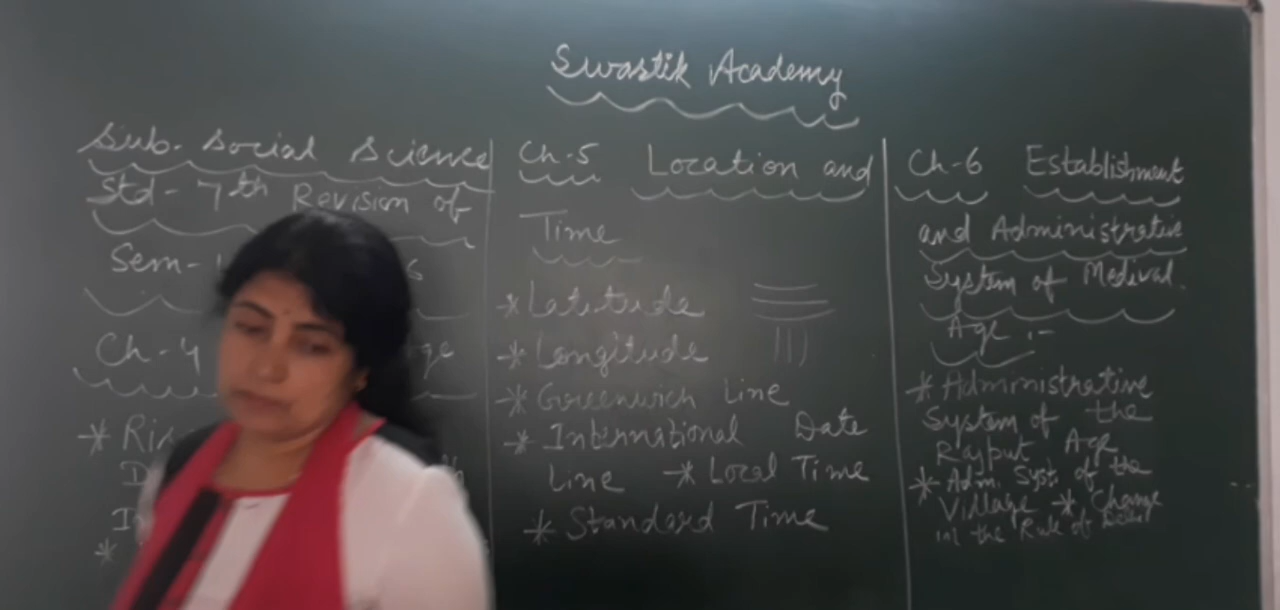 Swastik Academy
Sub. Social Science
Std - 7th Revision of
Sem -
Ch-4
*
*
Ch-5 Location and
Time
* Latitude
* Longitude
* Greenwich Line
* International Date
Line * Local Time
* Standard Time
Ch-6 Establishment
and Administrative
System of Medival
Age :-
* Administrative
System of the
Rajput Age
* Adm. Syst. of the
Village * Change
in the Rule of Delhi